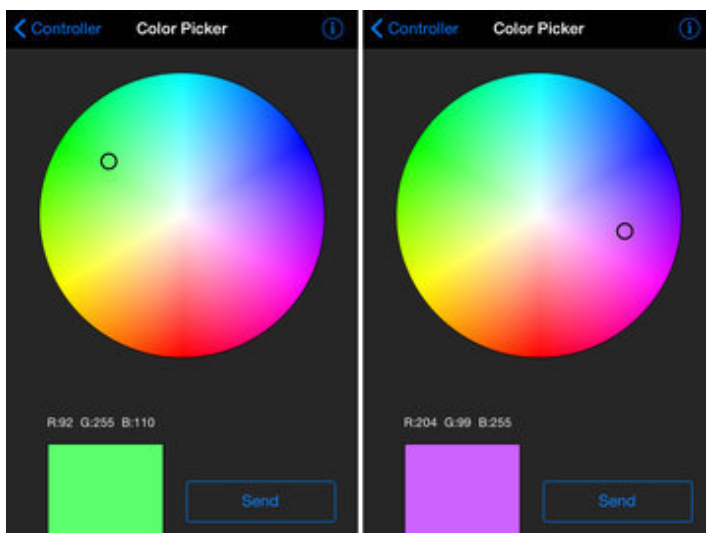 Controller Color Picker
R:92 G:255 B:110
Send
Controller Color Picker
R:204 G:99 B:255
Send